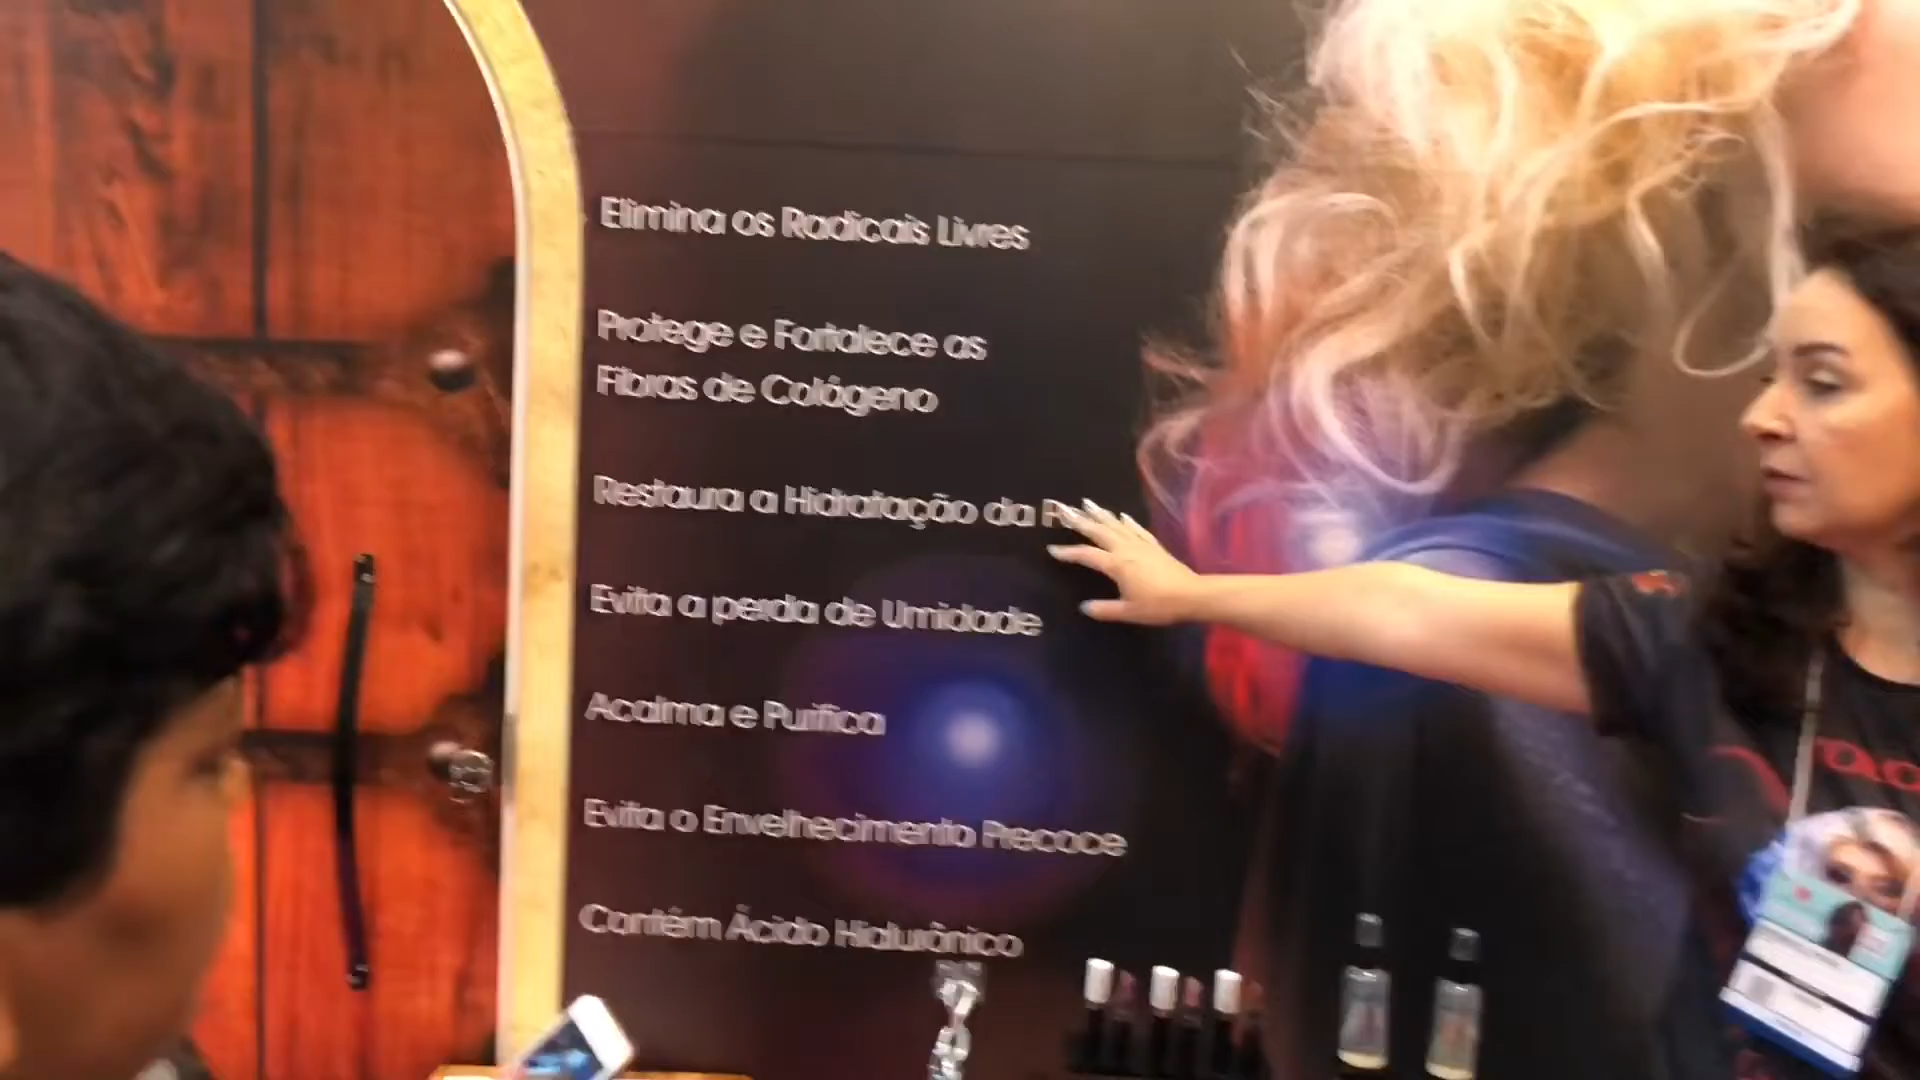 Elimina os Radicais Livres
Protege e Fortalece as
Fibras de Colágeno
Restaura a Hidratação da
Evita a perda de Umidade
Acalma e Purifica
Evita o Envelhecimento Precoce
Contém Ácido Hialurônico